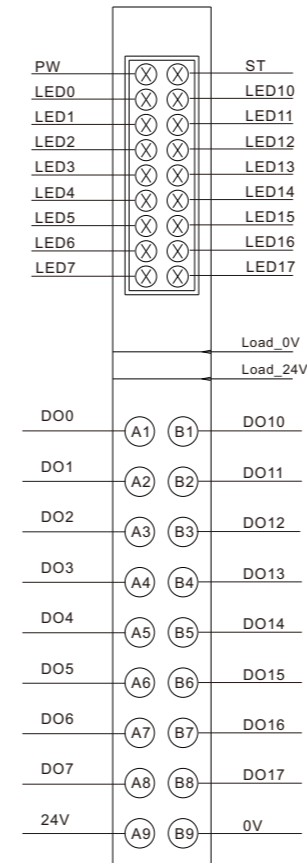 PW ST
LED0 LED10
LED1 LED11
LED2 LED12
LED3 LED13
LED4 LED14
LED5 LED15
LED6 LED16
LED7 LED17
Load_0V
Load_24V
DO0 A1 B1 DO10
DO1 A2 B2 DO11
DO2 A3 B3 DO12
DO3 A4 B4 DO13
DO4 A5 B5 DO14
DO5 A6 B6 DO15
DO6 A7 B7 DO16
DO7 A8 B8 DO17
24V A9 B9 0V